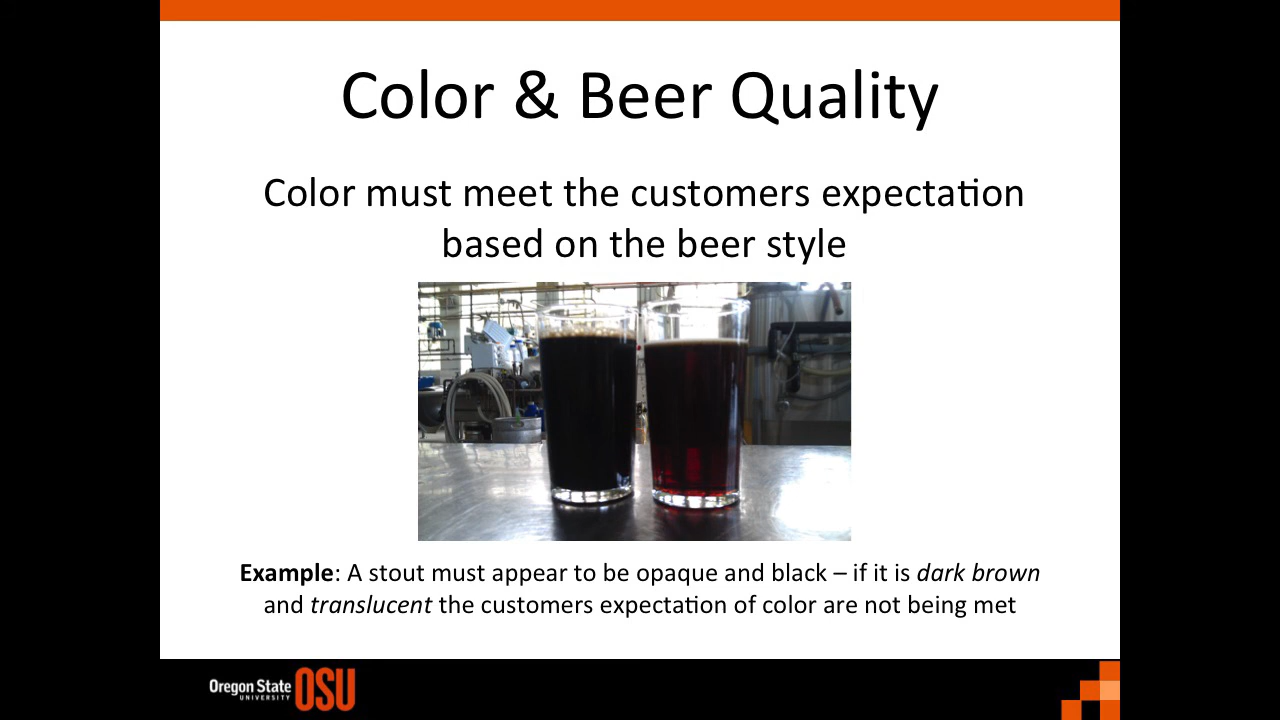 Color & Beer Quality
Color must meet the customers expectation
based on the beer style
Example: A stout must appear to be opaque and black – if it is dark brown
and translucent the customers expectation of color are not being met
Oregon State
UNIVERSITY
OSU